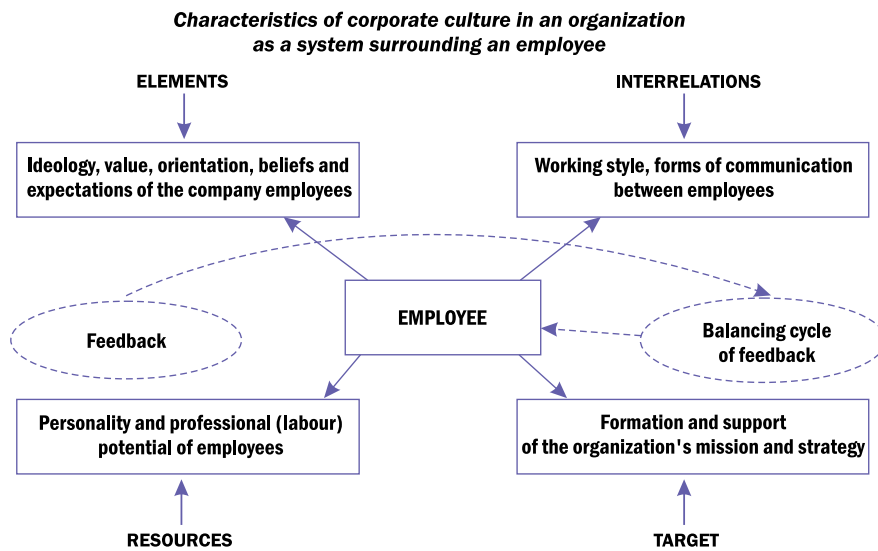 Characteristics of corporate culture in an organization
as a system surrounding an employee
ELEMENTS
INTERRELATIONS
Ideology, value, orientation, beliefs and
expectations of the company employees
Working style, forms of communication
between employees
EMPLOYEE
Feedback
Balancing cycle
of feedback
Personality and professional (labour)
potential of employees
Formation and support
of the organization's mission and strategy
RESOURCES
TARGET